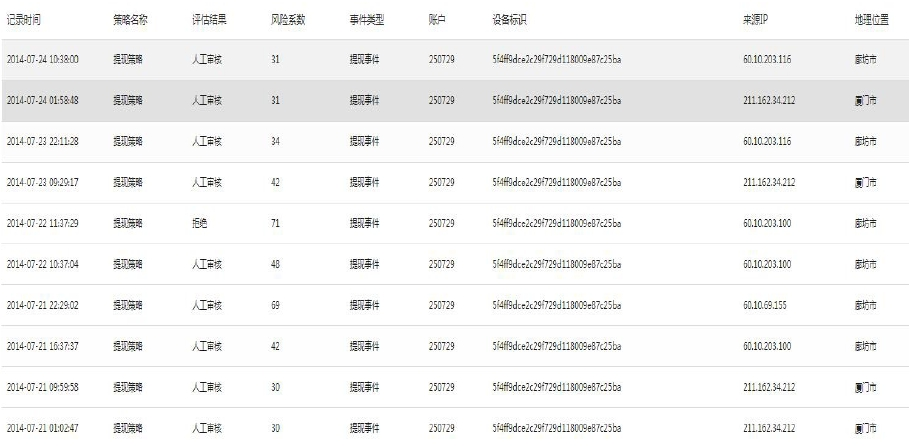 记录时间 策略名称 评估结果 风险系数 事件类型 账户 设备标识 来源IP 地理位置
2014-07-24 10:38:00 提现策略 人工审核 31 提现事件 250729 5f4ff9dce2c29f729d118009e87c25ba 60.10.203.116 廊坊市
2014-07-24 01:58:48 提现策略 人工审核 31 提现事件 250729 5f4ff9dce2c29f729d118009e87c25ba 211.162.34.212 厦门市
2014-07-23 22:11:28 提现策略 人工审核 34 提现事件 250729 5f4ff9dce2c29f729d118009e87c25ba 60.10.203.116 廊坊市
2014-07-23 09:29:17 提现策略 人工审核 42 提现事件 250729 5f4ff9dce2c29f729d118009e87c25ba 211.162.34.212 厦门市
2014-07-22 11:37:29 提现策略 拒绝 71 提现事件 250729 5f4ff9dce2c29f729d118009e87c25ba 60.10.203.100 廊坊市
2014-07-22 10:37:04 提现策略 人工审核 48 提现事件 250729 5f4ff9dce2c29f729d118009e87c25ba 60.10.203.100 廊坊市
2014-07-21 22:29:02 提现策略 人工审核 69 提现事件 250729 5f4ff9dce2c29f729d118009e87c25ba 60.10.69.155 廊坊市
2014-07-21 16:37:37 提现策略 人工审核 42 提现事件 250729 5f4ff9dce2c29f729d118009e87c25ba 60.10.203.100 廊坊市
2014-07-21 09:59:58 提现策略 人工审核 30 提现事件 250729 5f4ff9dce2c29f729d118009e87c25ba 211.162.34.212 厦门市
2014-07-21 01:02:47 提现策略 人工审核 30 提现事件 250729 5f4ff9dce2c29f729d118009e87c25ba 211.162.34.212 厦门市